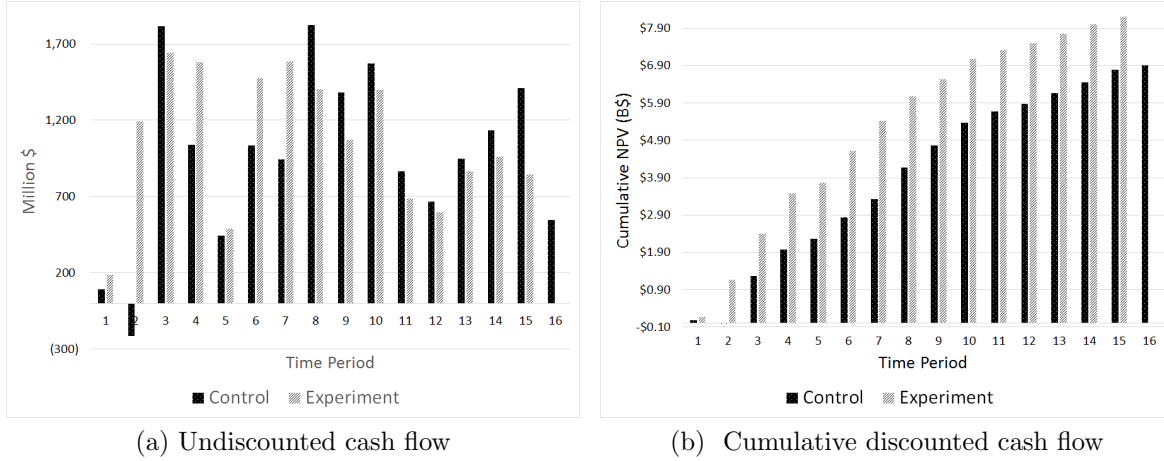 1,700
1,200
700
200
(300)
Million $
1 2 3 4 5 6 7 8 9 10 11 12 13 14 15 16
Time Period
Control Experiment
(a) Undiscounted cash flow
$7.90
$6.90
$5.90
$4.90
$3.90
$2.90
$1.90
$0.90
-$0.10
Cumulative NPV (B$)
1 2 3 4 5 6 7 8 9 10 11 12 13 14 15 16
Time Period
Control Experiment
(b) Cumulative discounted cash flow